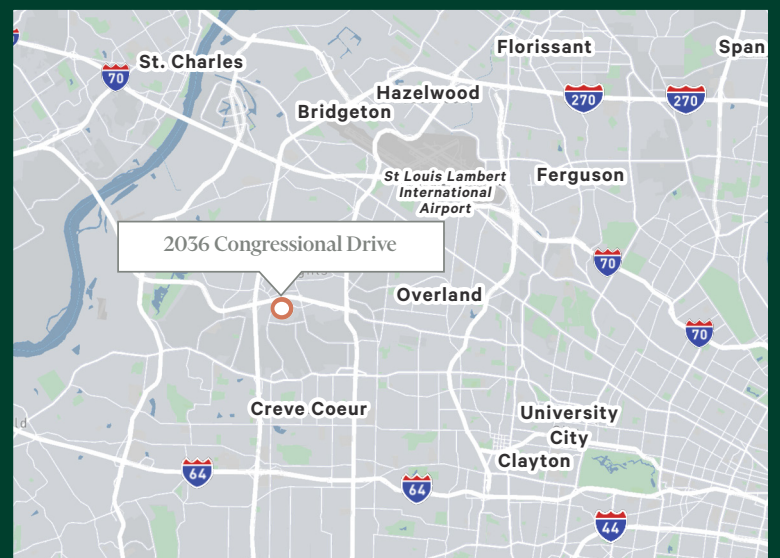 Florissant
Span
St. Charles
70
Hazelwood
270
270
Bridgeton
St Louis Lambert
International
Airport
Ferguson
2036 Congressional Drive
70
Overland
70
Creve Coeur
University
City
Clayton
64
64
44